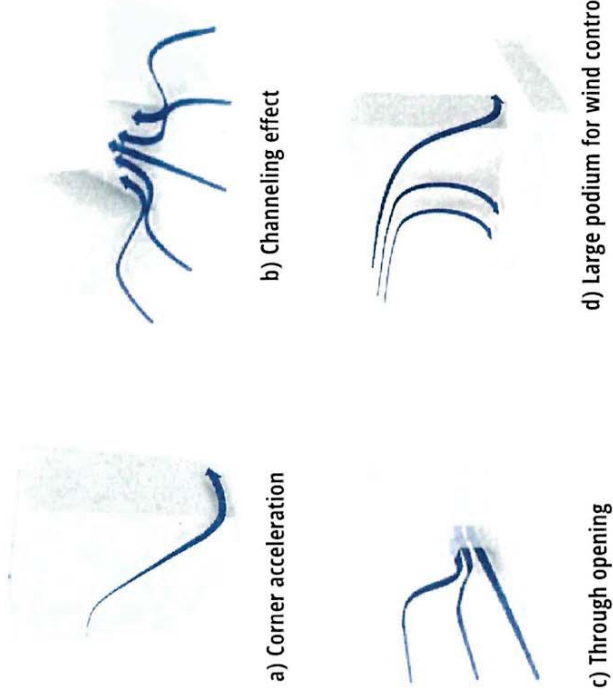 a) Corner acceleration
b) Channeling effect
c) Through opening
d) Large podium for wind contro